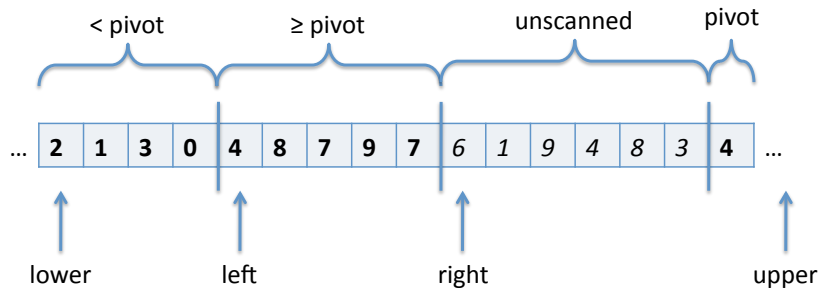 < pivot ≥ pivot unscanned pivot
... 2 1 3 0 4 8 7 9 7 6 1 9 4 8 3 4 ...
lower left right upper